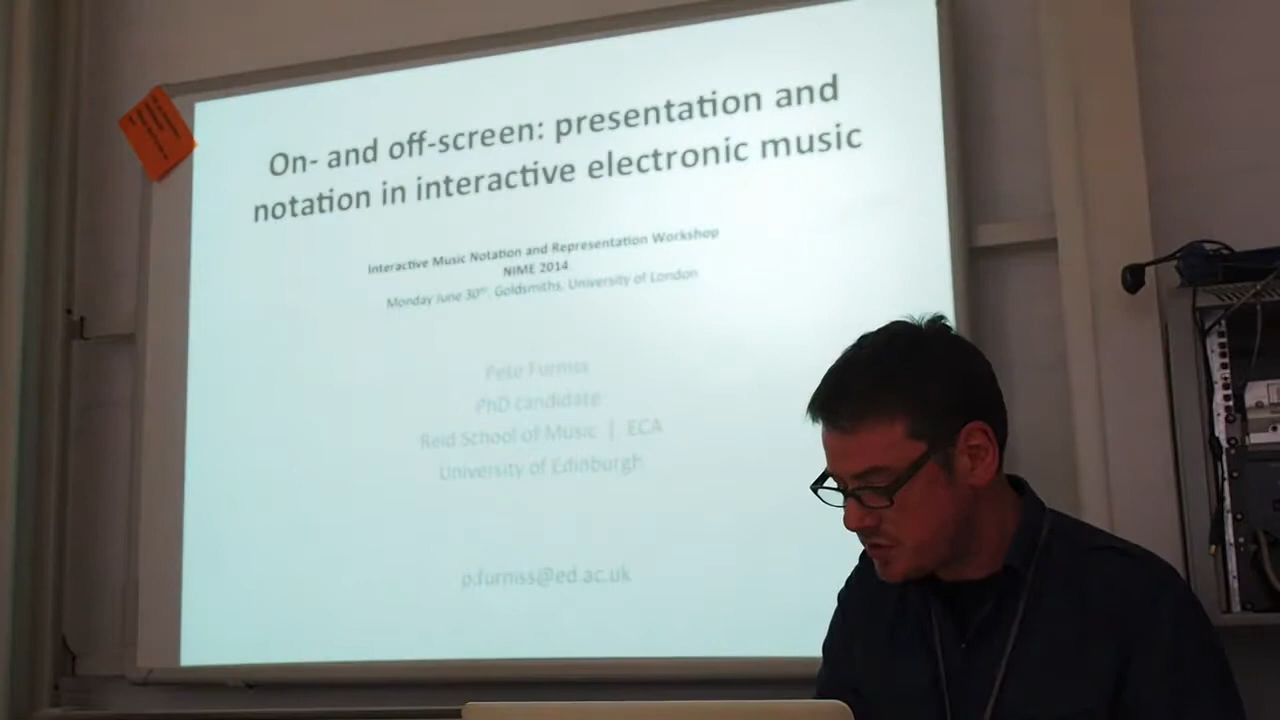 On- and off-screen: presentation and
notation in interactive electronic music
Interactive Music Notation and Representation Workshop
NIME 2014
Monday June 30th Goldsmiths, University of London
Pete Furniss
PhD candidate
Reid School of Music | ECA
University of Edinburgh
p.furniss@ed.ac.uk